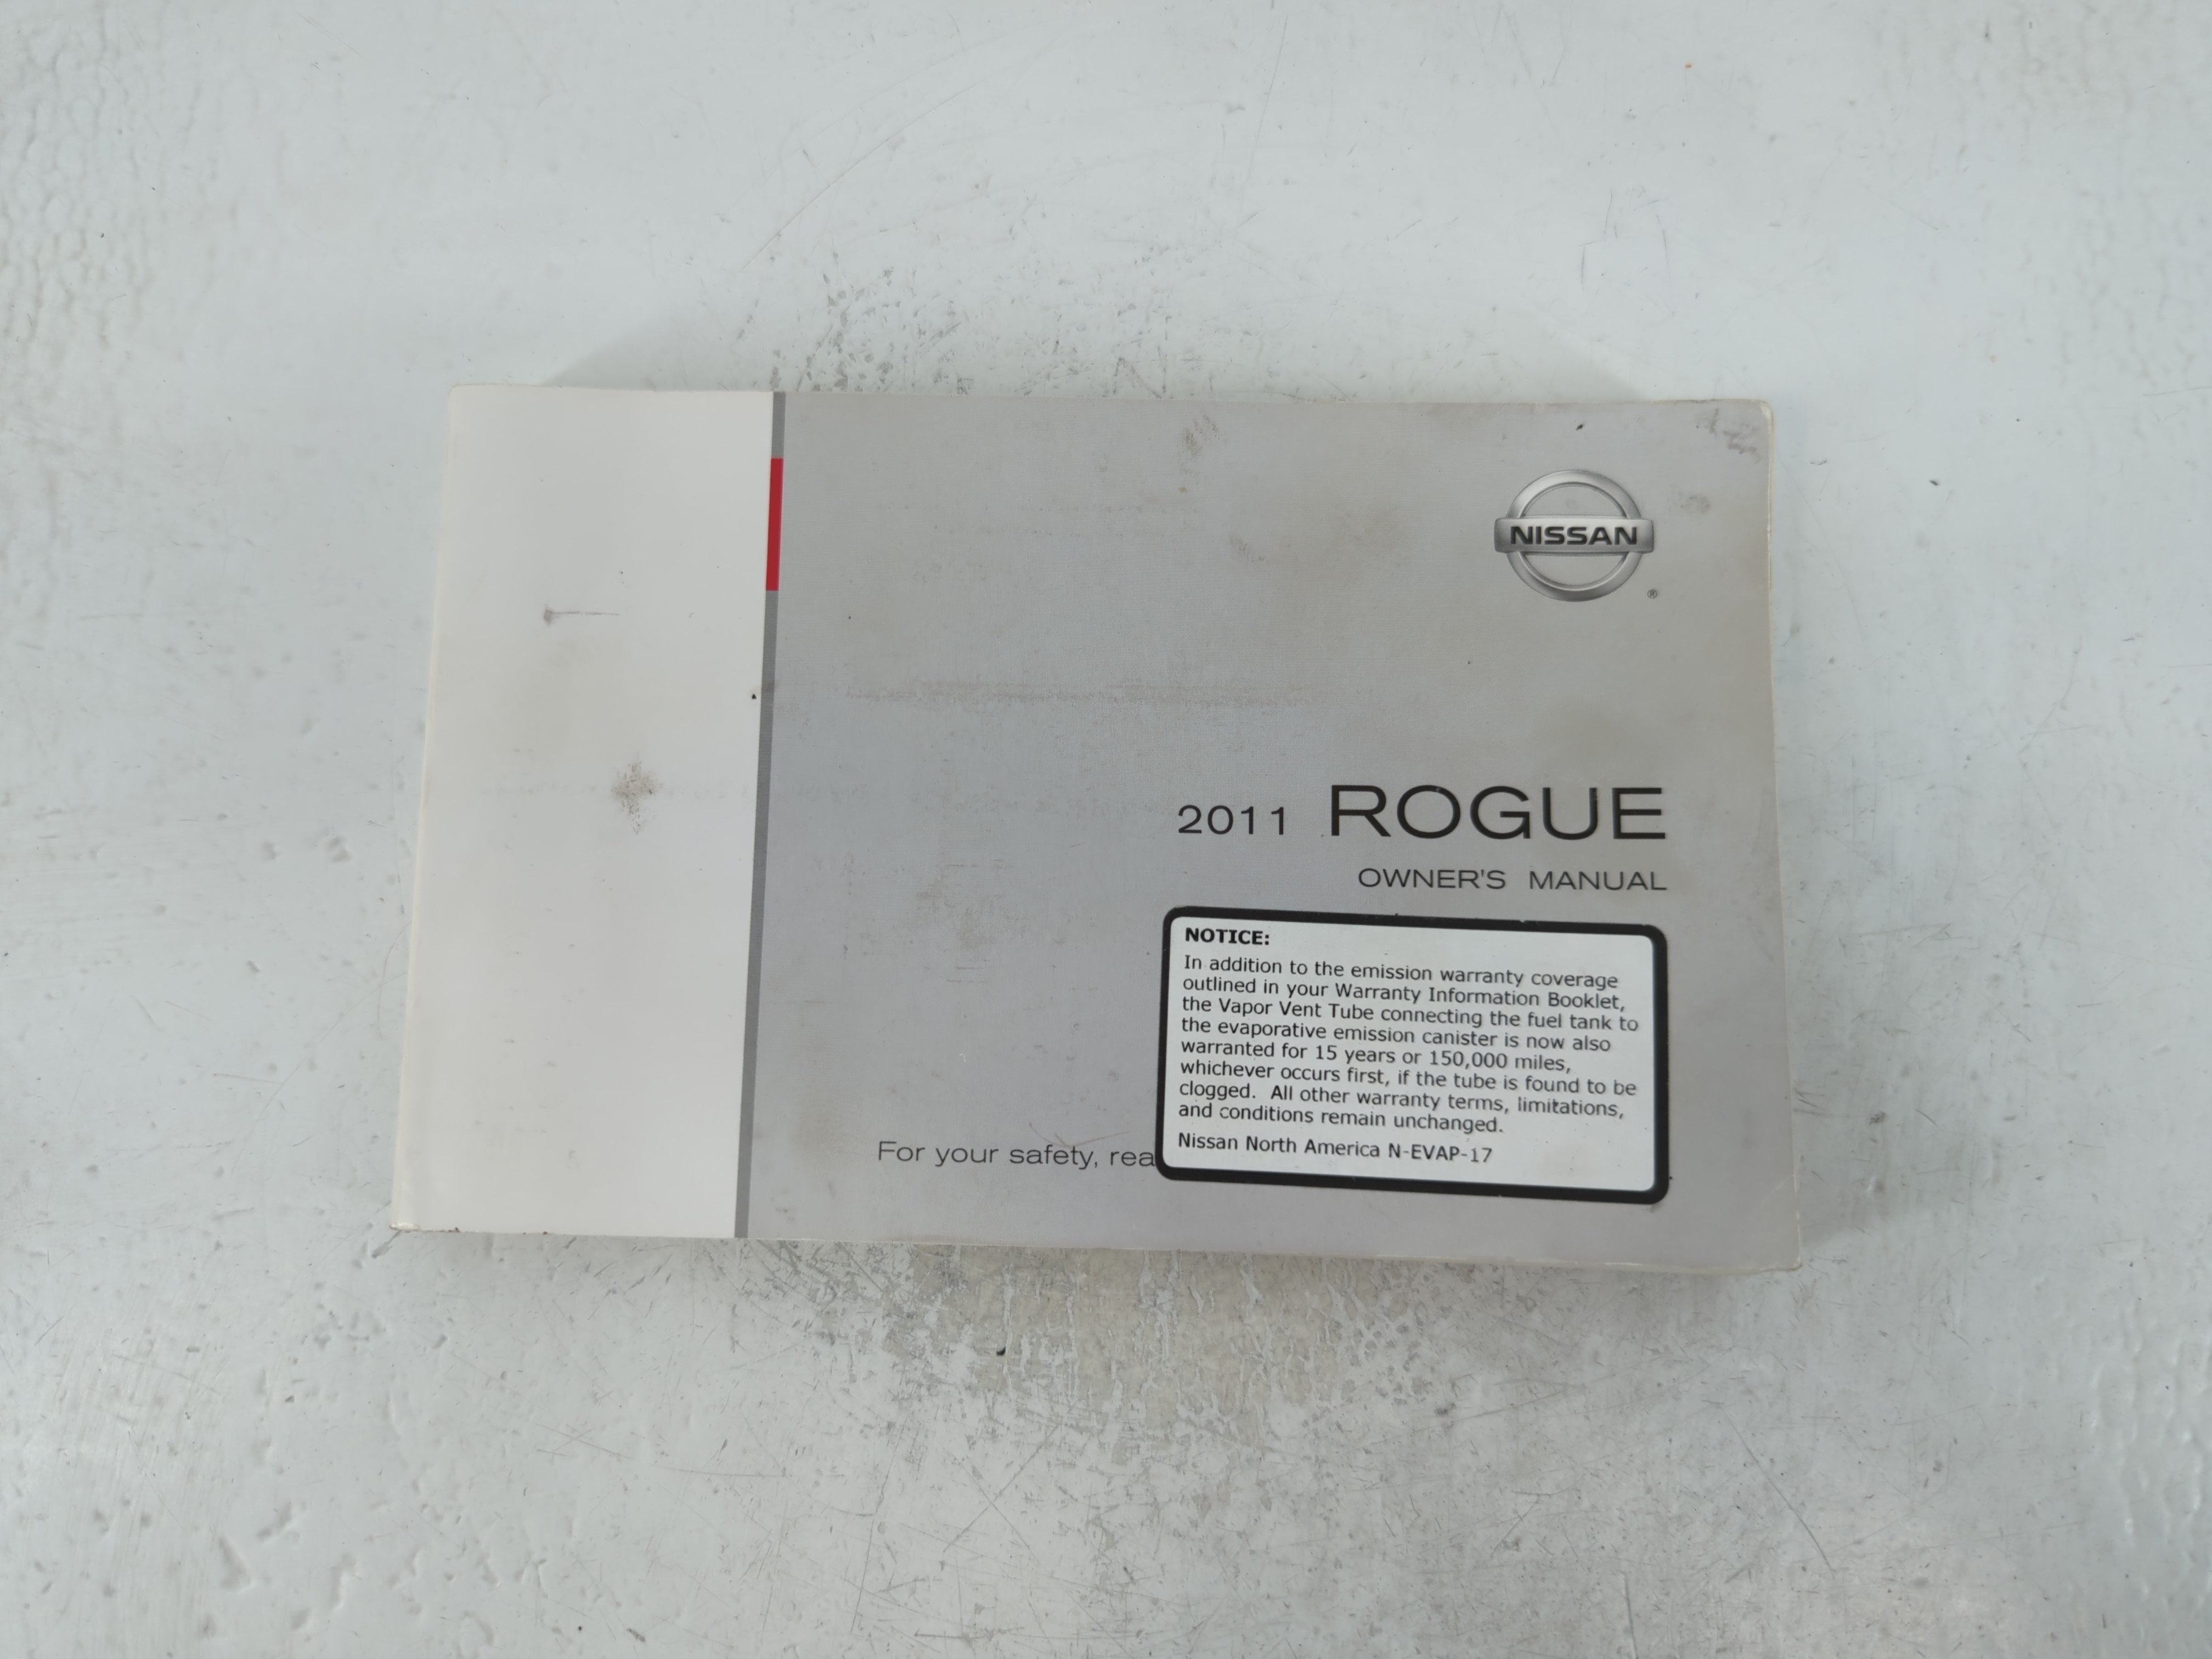 NISSAN
®
2011 ROGUE
OWNER'S MANUAL
NOTICE:
In addition to the emission warranty coverage
outlined in your Warranty Information Booklet,
the Vapor Vent Tube connecting the fuel tank to
the evaporative emission canister is now also
warranted for 15 years or 150,000 miles,
whichever occurs first, if the tube is found to be
clogged. All other warranty terms, limitations,
and conditions remain unchanged.
Nissan North America N-EVAP-17
For your safety, rea